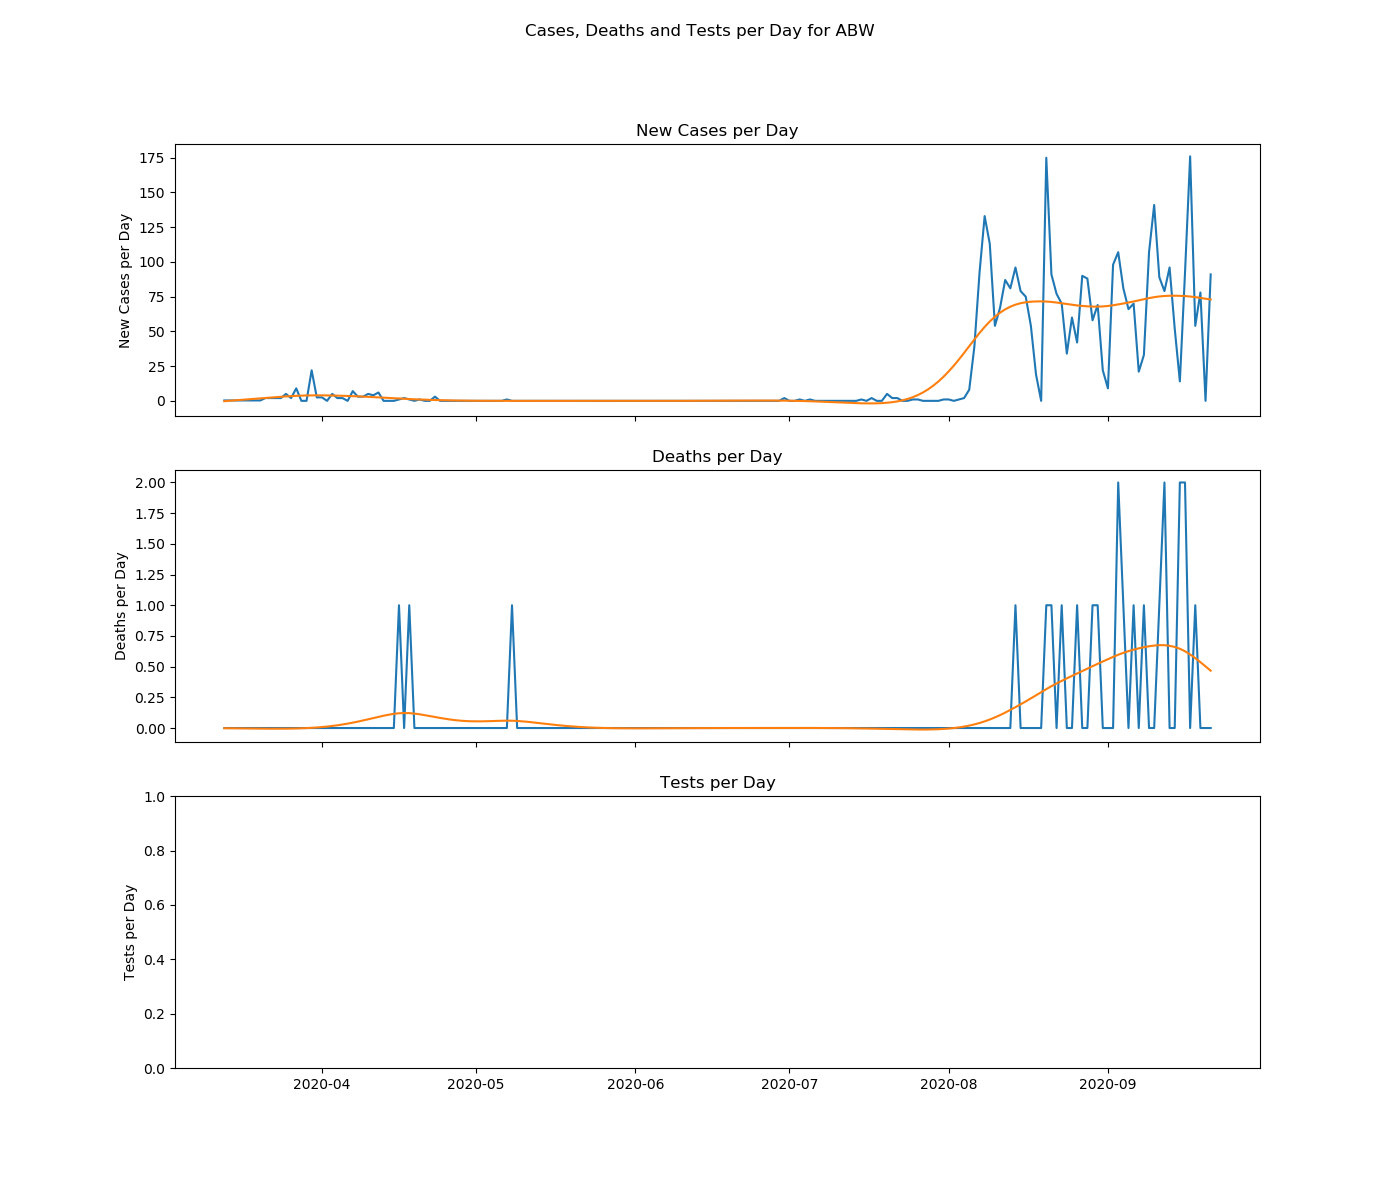 Cases, Deaths and Tests per Day for ABW
New Cases per Day
New Cases per Day
175
150
125
100
75
50
25
0
Deaths per Day
Deaths per Day
2.00
1.75
1.50
1.25
1.00
0.75
0.50
0.25
0.00
Tests per Day
Tests per Day
1.0
0.8
0.6
0.4
0.2
0.0
2020-04 2020-05 2020-06 2020-07 2020-08 2020-09